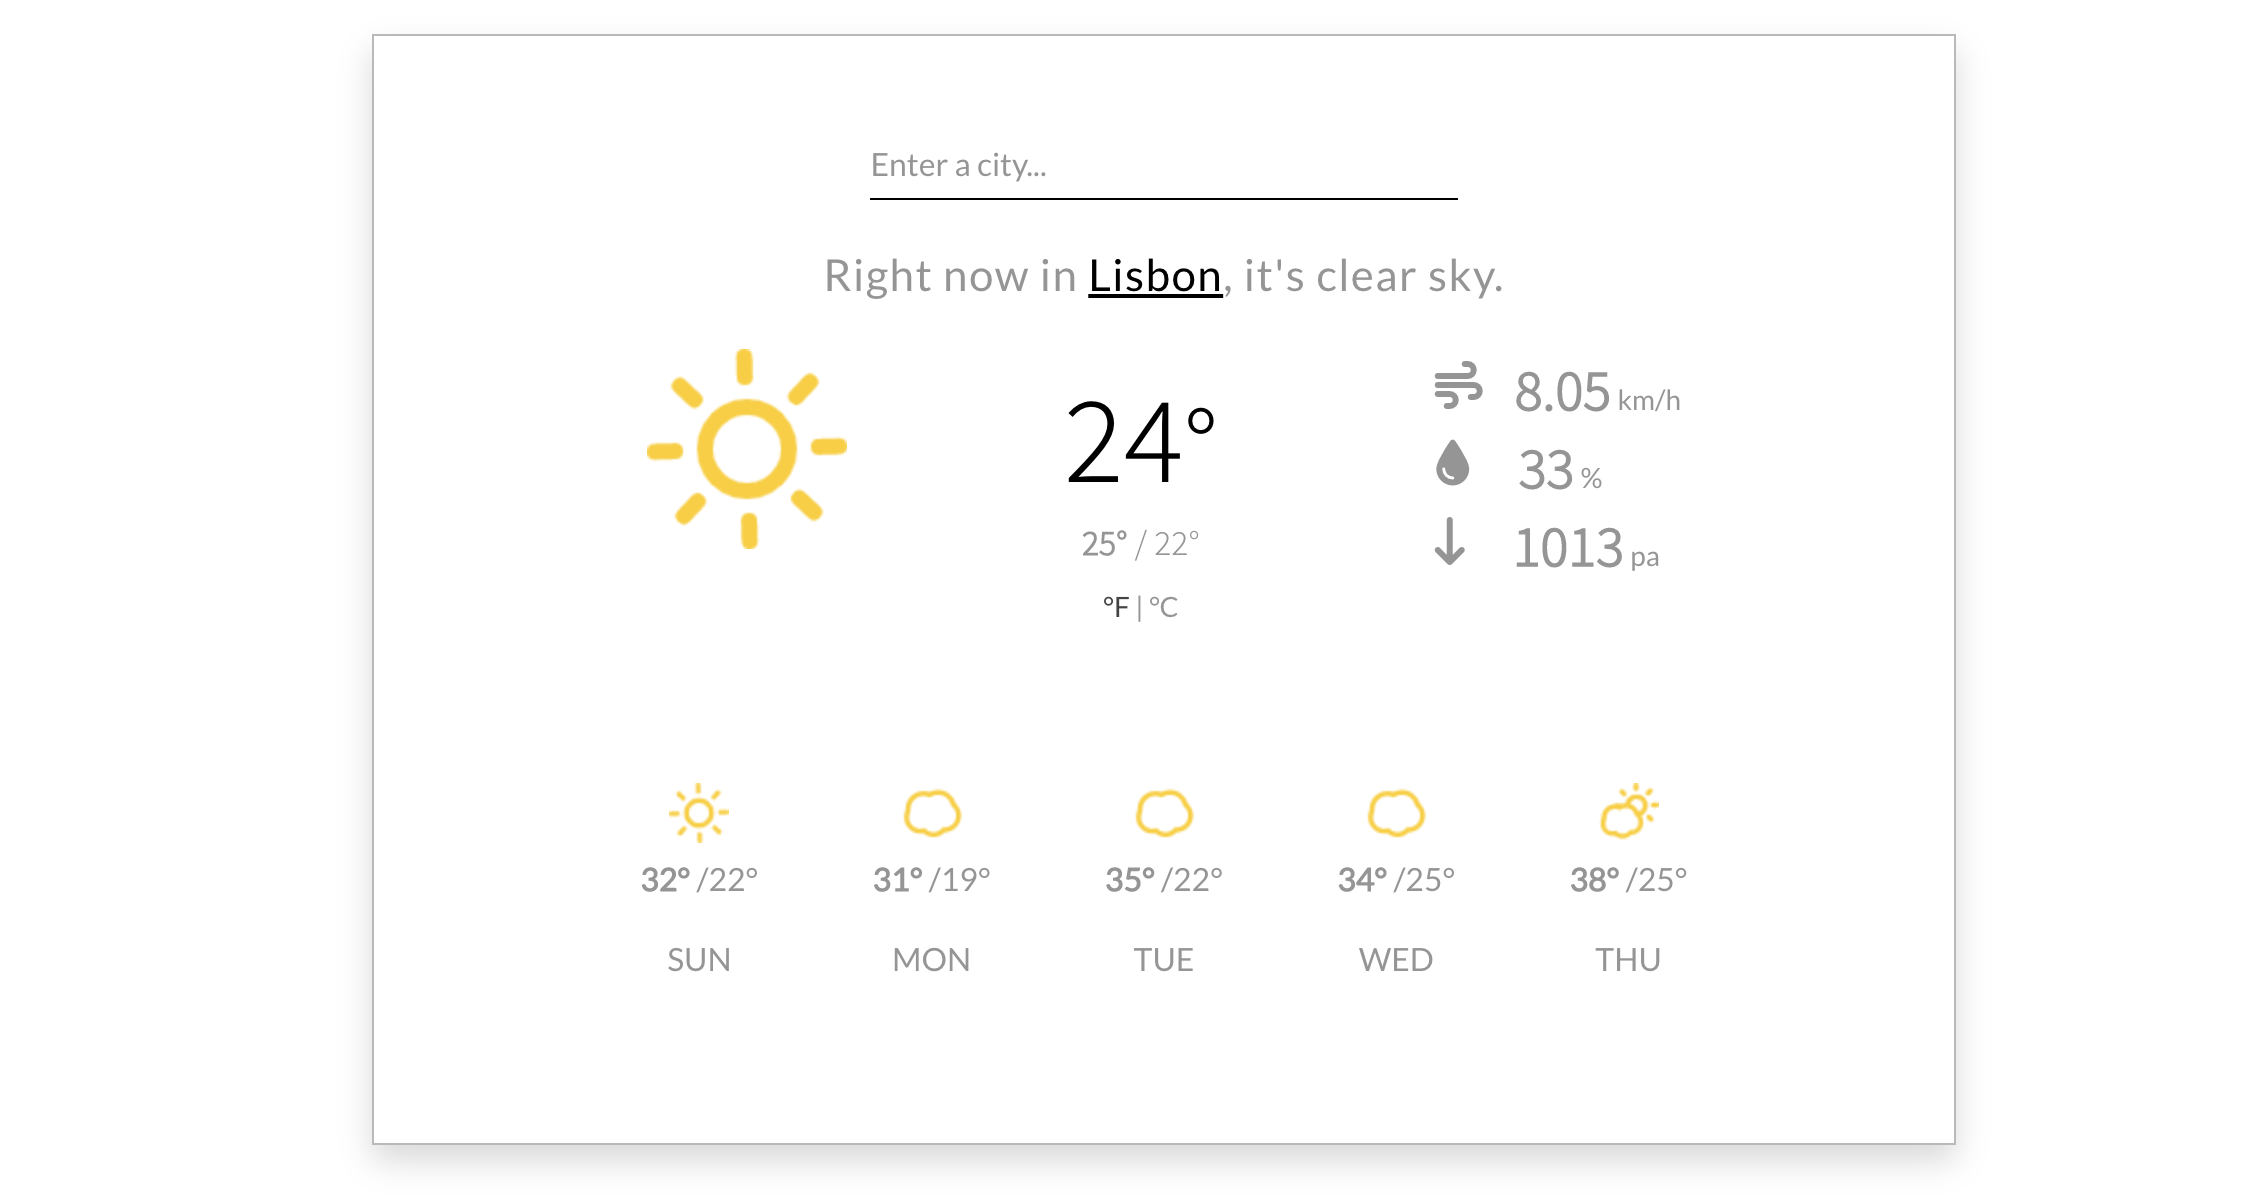 Enter a city...
Right now in Lisbon, it's clear sky.
24°
25° / 22°
°F | °C
8.05 km/h
33 %
1013 pa
32° /22°
31° /19°
35° /22°
34° /25°
38° /25°
SUN
MON
TUE
WED
THU